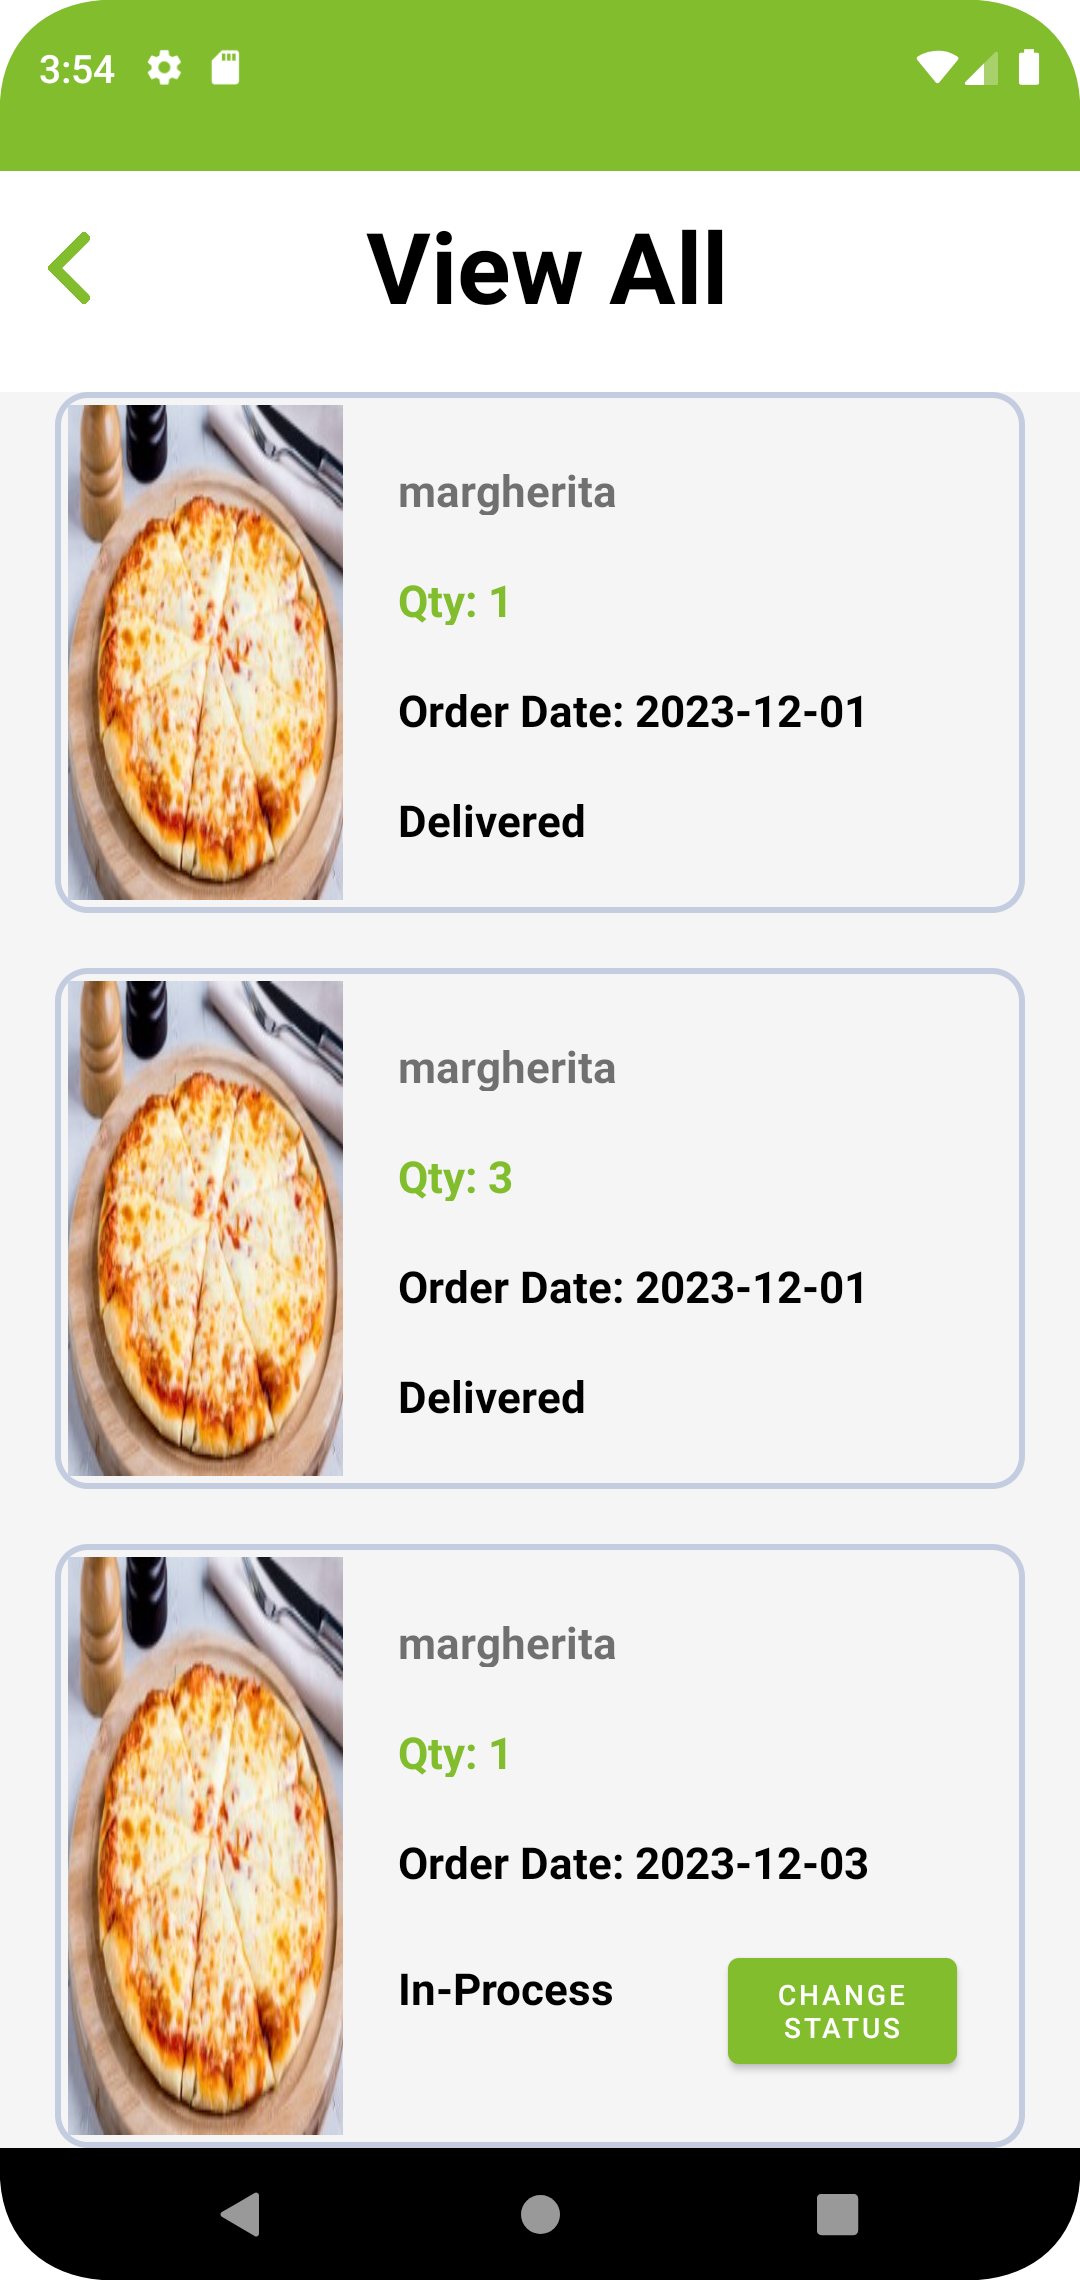 3:54
View All
margherita
Qty: 1
Order Date: 2023-12-01
Delivered
margherita
Qty: 3
Order Date: 2023-12-01
Delivered
margherita
Qty: 1
Order Date: 2023-12-03
In-Process
CHANGE
STATUS